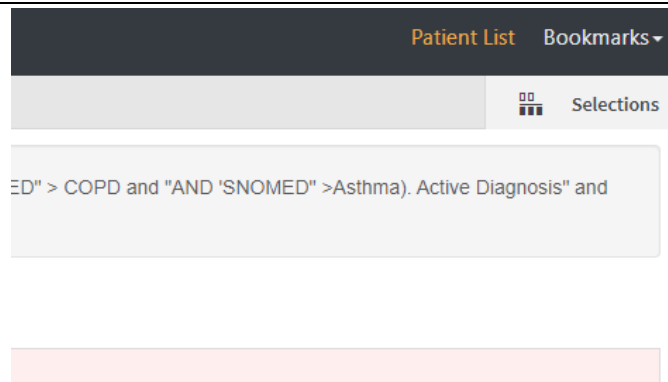 Patient List Bookmarks
Selections
ED" > COPD and "AND 'SNOMED" >Asthma). Active Diagnosis" and